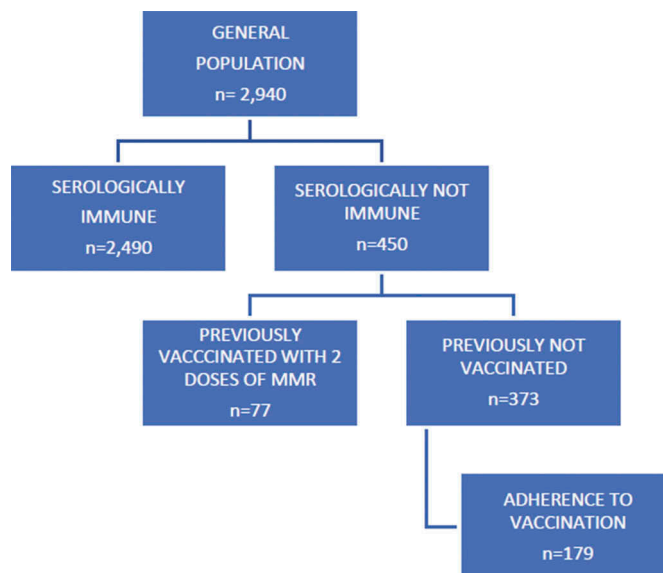 GENERAL
POPULATION
n= 2,940
SEROLOGICALLY
IMMUNE
n=2,490
SEROLOGICALLY NOT
IMMUNE
n=450
PREVIOUSLY
VACCCINATED WITH 2
DOSES OF MMR
n=77
PREVIOUSLY NOT
VACCINATED
n=373
ADHERENCE TO
VACCINATION
n=179